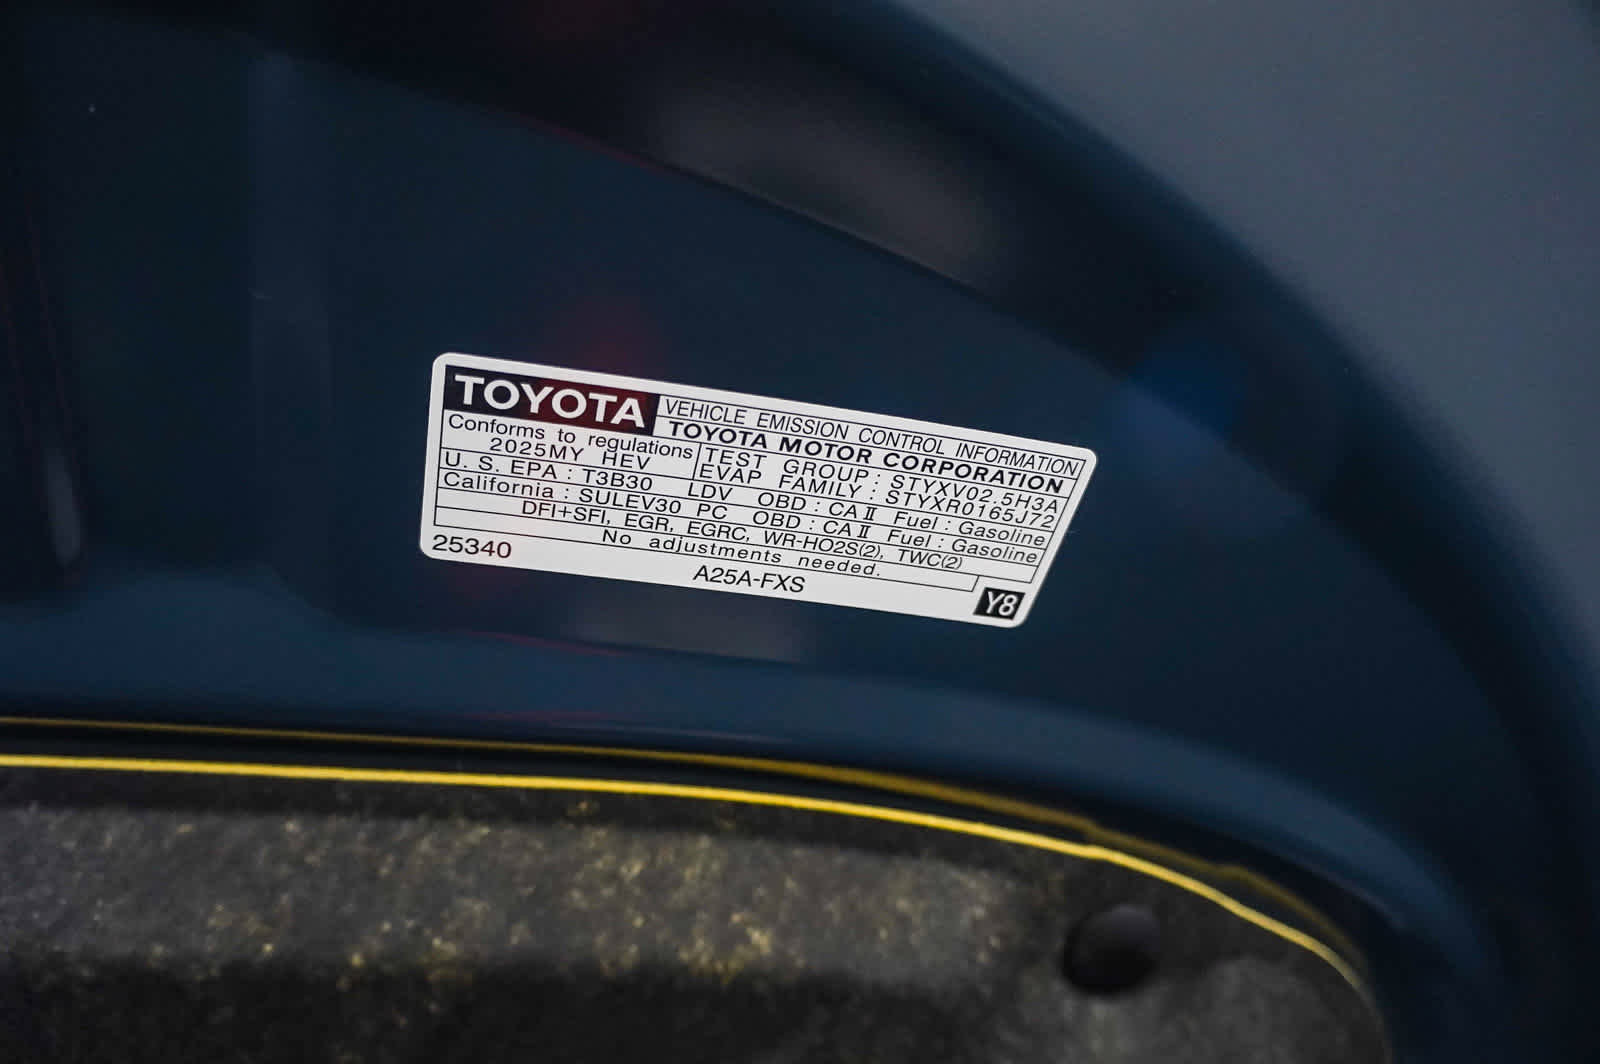 TOYOTA
VEHICLE EMISSION CONTROL INFORMATION
TOYOTA MOTOR CORPORATION
Conforms to regulations
2025MY HEV
TEST GROUP : STYXV02.5H3A
EVAP FAMILY : STYXR0165J72
U. S. EPA : T3B30 LDV OBD : CA II Fuel : Gasoline
California : SULEV30 PC OBD : CA II Fuel : Gasoline
DFI+SFI, EGR, EGRC, WR-HO2S(2), TWC(2)
No adjustments needed.
25340
A25A-FXS
Y8